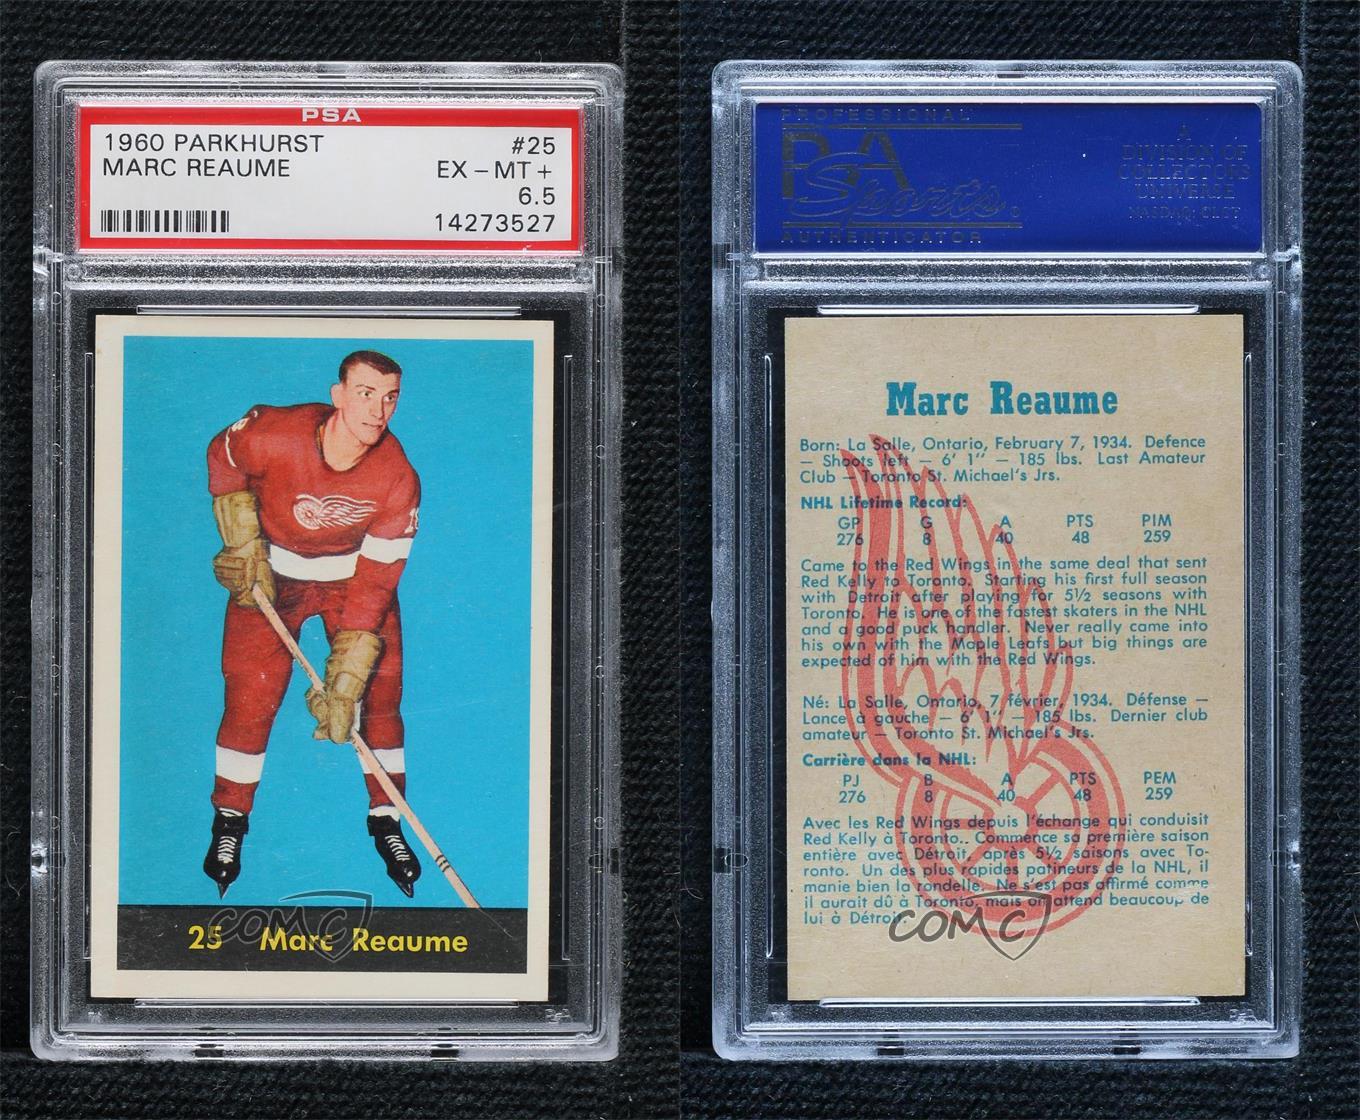 PSA
1960 PARKHURST #25
MARC REAUME EX - MT +
6.5
14273527
25 Marc Reaume
COMC
PROFESSIONAL
PSA
Sports
AUTHENTICATOR
A
DIVISION OF
COLLECTORS
UNIVERSE
NASDAQ: CLCT
Marc Reaume
Born: La Salle, Ontario, February 7, 1934. Defence
— Shoots left — 6' 1" — 185 lbs. Last Amateur
Club — Toronto St. Michael's Jrs.
NHL Lifetime Record:
GP G A PTS PIM
276 8 40 48 259
Came to the Red Wings in the same deal that sent
Red Kelly to Toronto. Starting his first full season
with Detroit after playing for 5½ seasons with
Toronto. He is one of the fastest skaters in the NHL
and a good puck handler. Never really came into
his own with the Maple Leafs but big things are
expected of him with the Red Wings.
Né: La Salle, Ontario, 7 février, 1934. Défense —
Lance à gauche — 6' 1" — 185 lbs. Dernier club
amateur — Toronto St. Michael's Jrs.
Carrière dans la NHL:
PJ B A PTS PEM
276 8 40 48 259
Avec les Red Wings depuis l'échange qui conduisit
Red Kelly à Toronto.. Commence sa première saison
entière avec Détroit, après 5½ saisons avec To-
ronto. Un des plus rapides patineurs de la NHL, il
manie bien la rondelle. Ne s'est pas affirmé comme
il aurait dû à Toronto, mais on attend beaucoup de
lui à Détroit.
COMC